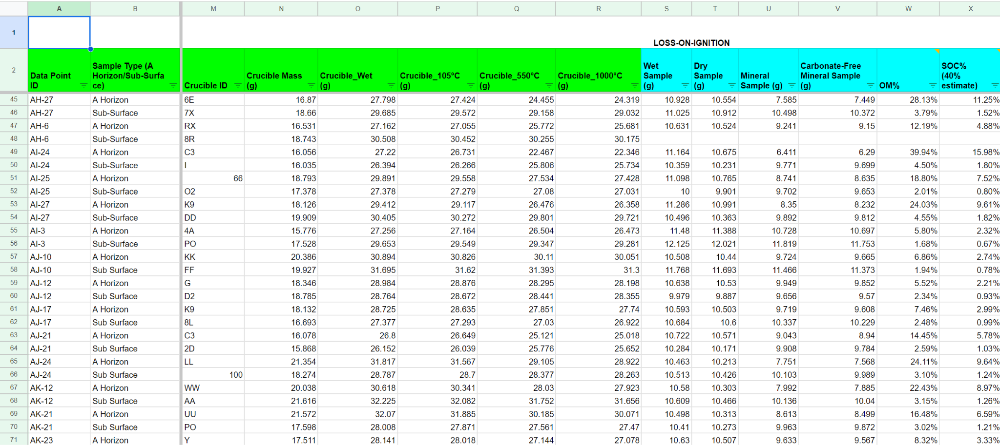 A B M N O P Q R S T U V W X
1 LOSS-ON-IGNITION
2 Data Point ID Sample Type (A Horizon/Sub-Surface) Crucible ID Crucible Mass (g) Crucible_Wet (g) Crucible_105°C (g) Crucible_550°C (g) Crucible_1000°C (g) Wet Sample (g) Dry Sample (g) Mineral Sample (g) Carbonate-Free Mineral Sample (g) OM% SOC% (40% estimate)
45 AH-27 A Horizon 6E 16.87 27.798 27.424 24.455 24.319 10.928 10.554 7.585 7.449 28.13% 11.25%
46 AH-27 Sub-Surface 7X 18.66 29.685 29.572 29.158 29.032 11.025 10.912 10.498 10.372 3.79% 1.52%
47 AH-6 A Horizon RX 16.531 27.162 27.055 25.772 25.681 10.631 10.524 9.241 9.15 12.19% 4.88%
48 AH-6 Sub-Surface 8R 18.743 30.508 30.452 30.255 30.175
49 AI-24 A Horizon C3 16.056 27.22 26.731 22.467 22.346 11.164 10.675 6.411 6.29 39.94% 15.98%
50 AI-24 Sub-Surface I 16.035 26.394 26.266 25.806 25.734 10.359 10.231 9.771 9.699 4.50% 1.80%
51 AI-25 A Horizon 66 18.793 29.891 29.558 27.534 27.428 11.098 10.765 8.741 8.635 18.80% 7.52%
52 AI-25 Sub-Surface O2 17.378 27.378 27.279 27.08 27.031 10 9.901 9.702 9.653 2.01% 0.80%
53 AI-27 A Horizon K9 18.126 29.412 29.117 26.476 26.358 11.286 10.991 8.35 8.232 24.03% 9.61%
54 AI-27 Sub-Surface DD 19.909 30.405 30.272 29.801 29.721 10.496 10.363 9.892 9.812 4.55% 1.82%
55 AI-3 A Horizon 4A 15.776 27.256 27.164 26.504 26.473 11.48 11.388 10.728 10.697 5.80% 2.32%
56 AI-3 Sub-Surface PO 17.528 29.653 29.549 29.347 29.281 12.125 12.021 11.819 11.753 1.68% 0.67%
57 AJ-10 A Horizon KK 20.386 30.894 30.826 30.11 30.051 10.508 10.44 9.724 9.665 6.86% 2.74%
58 AJ-10 Sub Surface FF 19.927 31.695 31.62 31.393 31.3 11.768 11.693 11.466 11.373 1.94% 0.78%
59 AJ-12 A Horizon G 18.346 28.984 28.876 28.295 28.198 10.638 10.53 9.949 9.852 5.52% 2.21%
60 AJ-12 Sub Surface D2 18.785 28.764 28.672 28.441 28.355 9.979 9.887 9.656 9.57 2.34% 0.93%
61 AJ-17 A Horizon K9 18.132 28.725 28.635 27.851 27.74 10.593 10.503 9.719 9.608 7.46% 2.99%
62 AJ-17 Sub Surface 8L 16.693 27.377 27.293 27.03 26.922 10.684 10.6 10.337 10.229 2.48% 0.99%
63 AJ-21 A Horizon C3 16.078 26.8 26.649 25.121 25.018 10.722 10.571 9.043 8.94 14.45% 5.78%
64 AJ-21 Sub Surface 2D 15.868 26.152 26.039 25.776 25.652 10.284 10.171 9.908 9.784 2.59% 1.03%
65 AJ-24 A Horizon LL 21.354 31.817 31.567 29.105 28.922 10.463 10.213 7.751 7.568 24.11% 9.64%
66 AJ-24 Sub Surface 100 18.274 28.787 28.7 28.377 28.263 10.513 10.426 10.103 9.989 3.10% 1.24%
67 AK-12 A Horizon WW 20.038 30.618 30.341 28.03 27.923 10.58 10.303 7.992 7.885 22.43% 8.97%
68 AK-12 Sub Surface AA 21.616 32.225 32.082 31.752 31.656 10.609 10.466 10.136 10.04 3.15% 1.26%
69 AK-21 A Horizon UU 21.572 32.07 31.885 30.185 30.071 10.498 10.313 8.613 8.499 16.48% 6.59%
70 AK-21 Sub Surface PO 17.598 28.008 27.871 27.561 27.47 10.41 10.273 9.963 9.872 3.02% 1.21%
71 AK-23 A Horizon Y 17.511 28.141 28.018 27.144 27.078 10.63 10.507 9.633 9.567 8.32% 3.33%